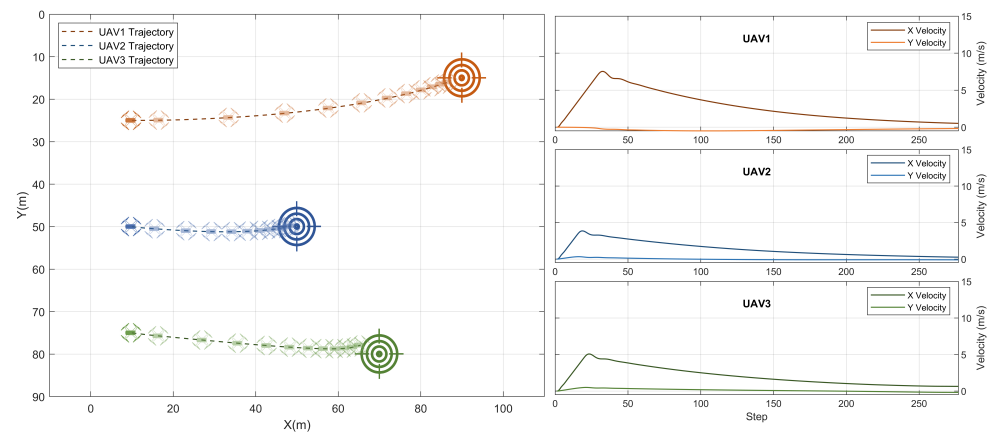 0
10
20
30
40
50
60
70
80
90
Y(m)
UAV1 Trajectory
UAV2 Trajectory
UAV3 Trajectory
0
20
40
60
80
100
X(m)
UAV1
X Velocity
Y Velocity
15
10
5
0
Velocity (m/s)
0
50
100
150
200
250
UAV2
X Velocity
Y Velocity
15
10
5
0
Velocity (m/s)
0
50
100
150
200
250
UAV3
X Velocity
Y Velocity
15
10
5
0
Velocity (m/s)
0
50
100
150
200
250
Step